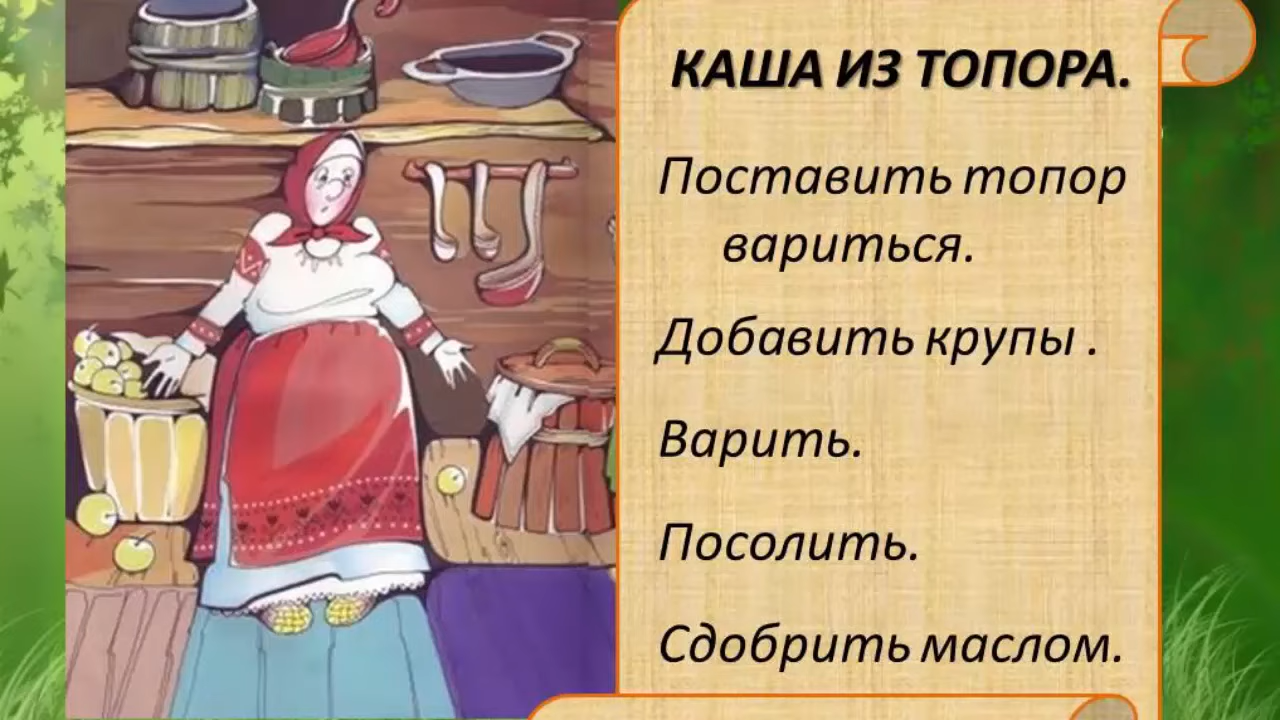 КАША ИЗ ТОПОРА.
Поставить топор
вариться.
Добавить крупы .
Варить.
Посолить.
Сдобрить маслом.